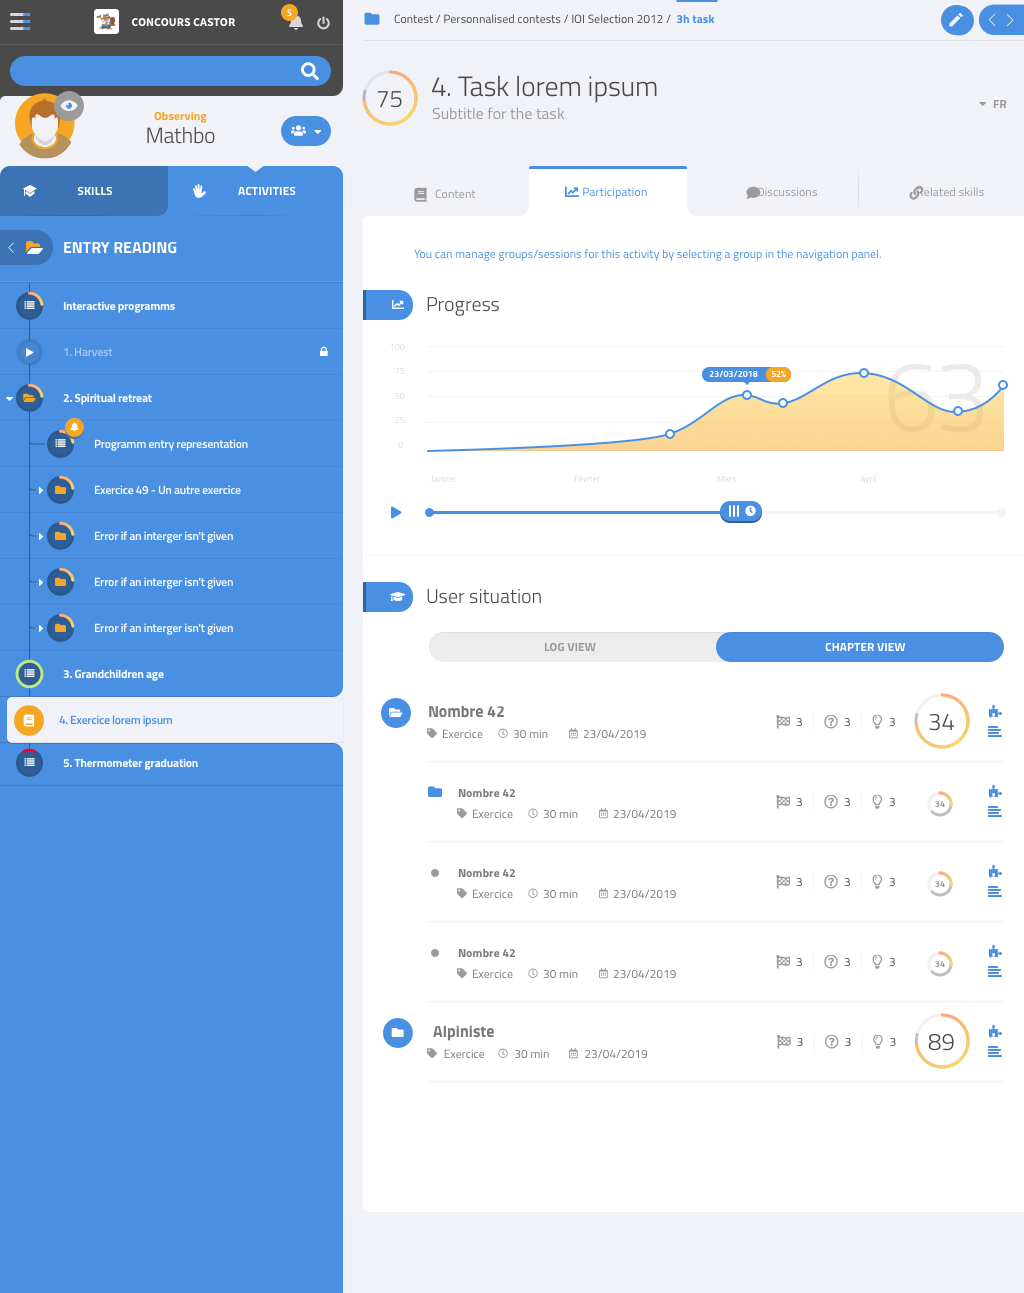 CONCOURS CASTOR
5
Observing
Mathbo
SKILLS
ACTIVITIES
ENTRY READING
Interactive programms
1. Harvest
2. Spiritual retreat
Programm entry representation
Exercice 49 - Un autre exercice
Error if an interger isn't given
Error if an interger isn't given
Error if an interger isn't given
3. Grandchildren age
4. Exercice lorem ipsum
5. Thermometer graduation
Contest / Personnalised contests / IOI Selection 2012 / 3h task
75
4. Task lorem ipsum
Subtitle for the task
FR
Content
Participation
Discussions
Related skills
You can manage groups/sessions for this activity by selecting a group in the navigation panel.
Progress
100
75
50
25
0
23/03/2018 52%
63
Janvier Février Mars Avril
User situation
LOG VIEW
CHAPTER VIEW
Nombre 42
Exercice 30 min 23/04/2019
3 3 3
34
Nombre 42
Exercice 30 min 23/04/2019
3 3 3
34
Nombre 42
Exercice 30 min 23/04/2019
3 3 3
34
Nombre 42
Exercice 30 min 23/04/2019
3 3 3
34
Alpiniste
Exercice 30 min 23/04/2019
3 3 3
89